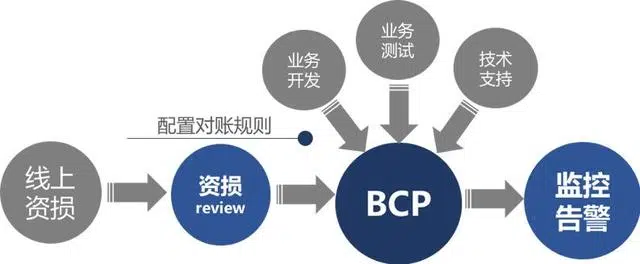 业务
开发
业务
测试
技术
支持
配置对账规则
线上
资损
资损
review
BCP
监控
告警